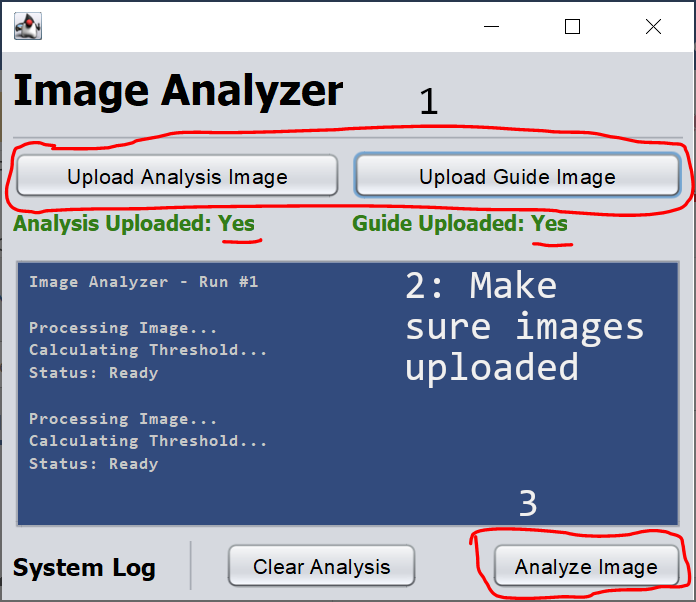 Image Analyzer
1
Upload Analysis Image
Upload Guide Image
Analysis Uploaded: Yes
Guide Uploaded: Yes
Image Analyzer - Run #1
Processing Image...
Calculating Threshold...
Status: Ready
Processing Image...
Calculating Threshold...
Status: Ready
2: Make
sure images
uploaded
3
System Log
Clear Analysis
Analyze Image